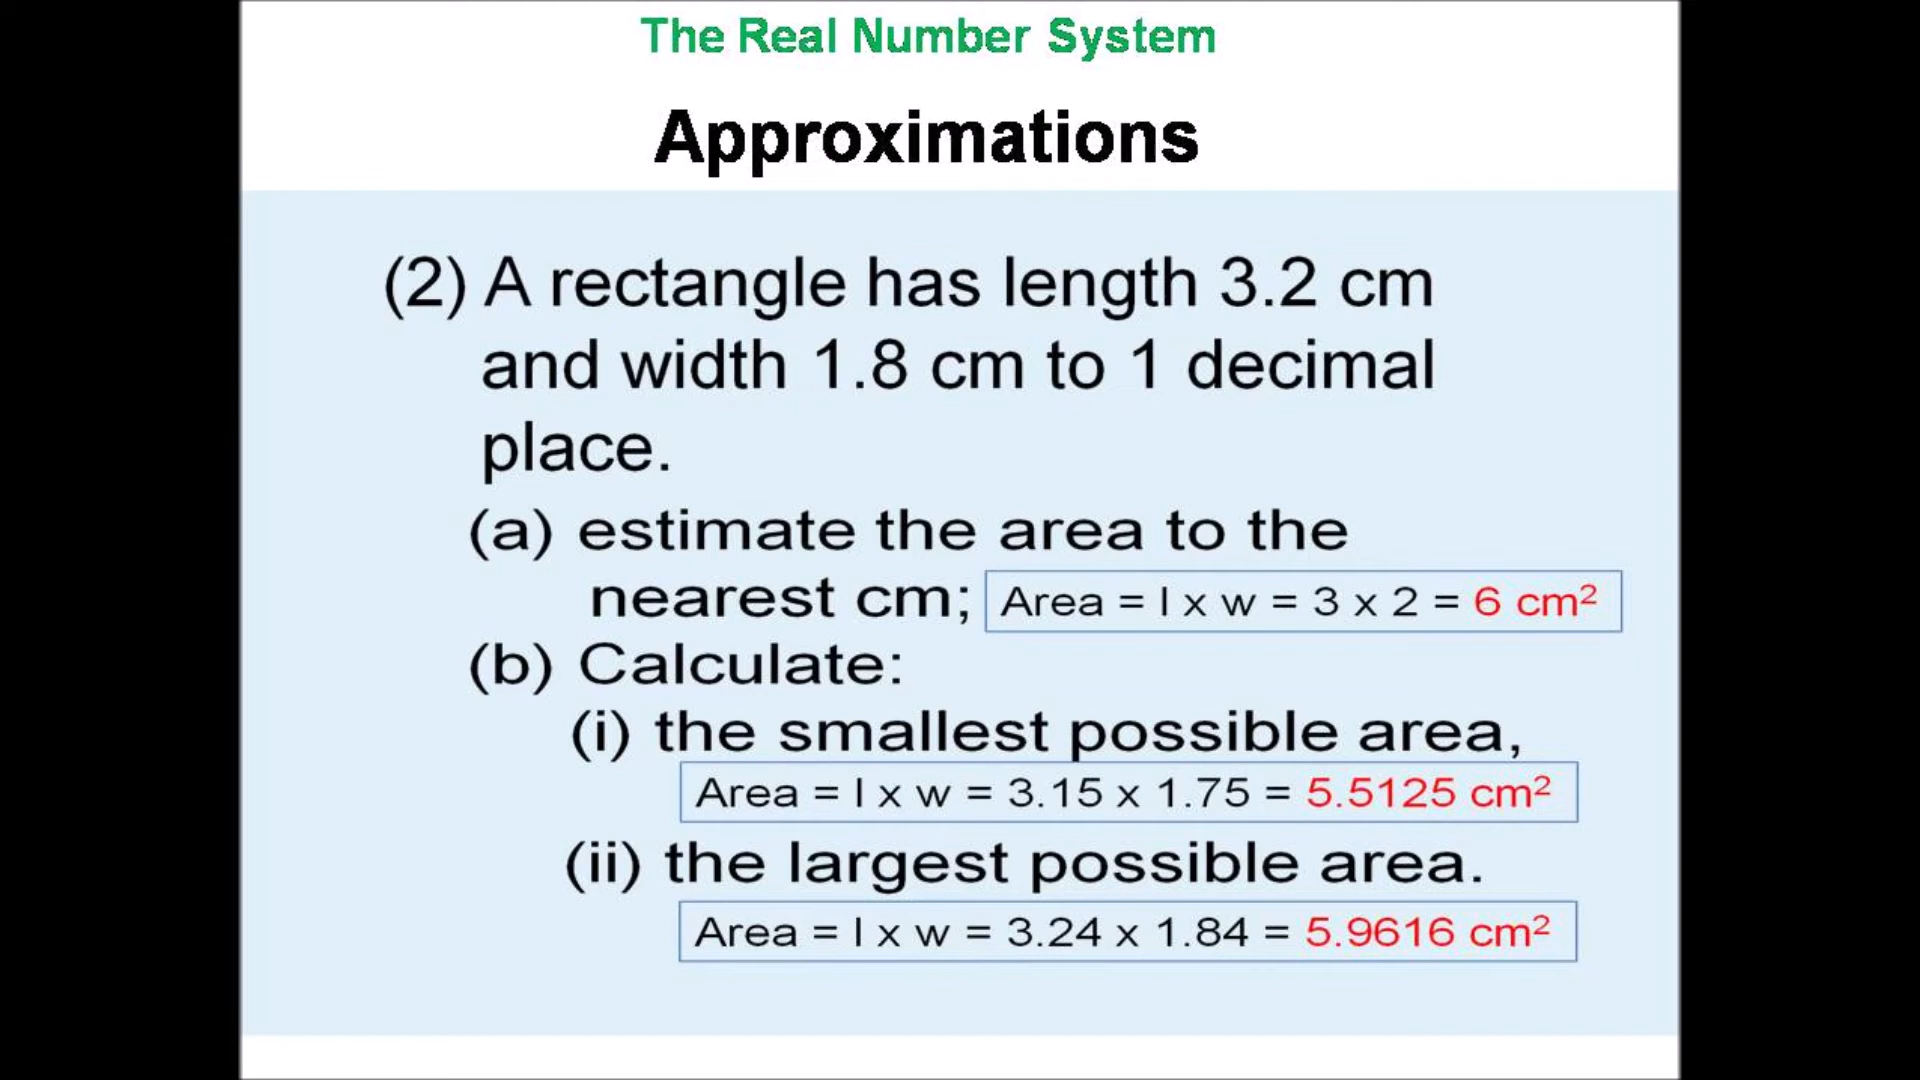 The Real Number System
Approximations
(2) A rectangle has length 3.2 cm
and width 1.8 cm to 1 decimal
place.
(a) estimate the area to the
nearest cm; Area = l x w = 3 x 2 = 6 cm²
(b) Calculate:
(i) the smallest possible area,
Area = l x w = 3.15 x 1.75 = 5.5125 cm²
(ii) the largest possible area.
Area = l x w = 3.24 x 1.84 = 5.9616 cm²